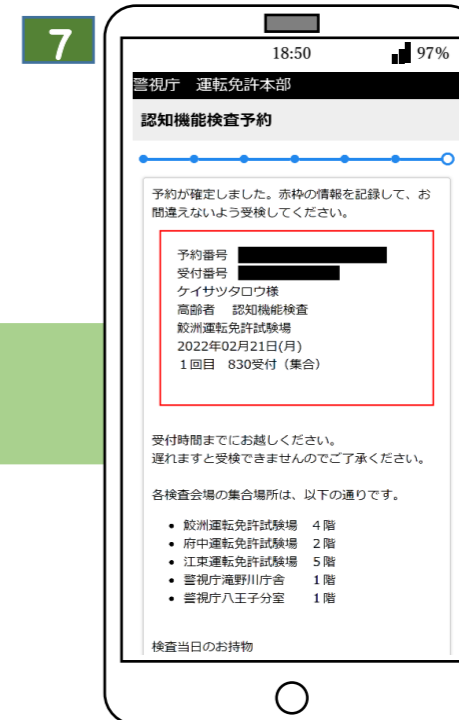 7
18:50 97%
警視庁 運転免許本部
認知機能検査予約
予約が確定しました。赤枠の情報を記録して、お
間違えないよう受検してください。
予約番号
受付番号
ケイサツタロウ様
高齢者 認知機能検査
鮫洲運転免許試験場
2022年02月21日(月)
1回目 830受付（集合）
受付時間までにお越しください。
遅れますと受検できませんのでご了承ください。
各検査会場の集合場所は、以下の通りです。
• 鮫洲運転免許試験場 4階
• 府中運転免許試験場 2階
• 江東運転免許試験場 5階
• 警視庁滝野川庁舎 1階
• 警視庁八王子分室 1階
検査当日のお持物